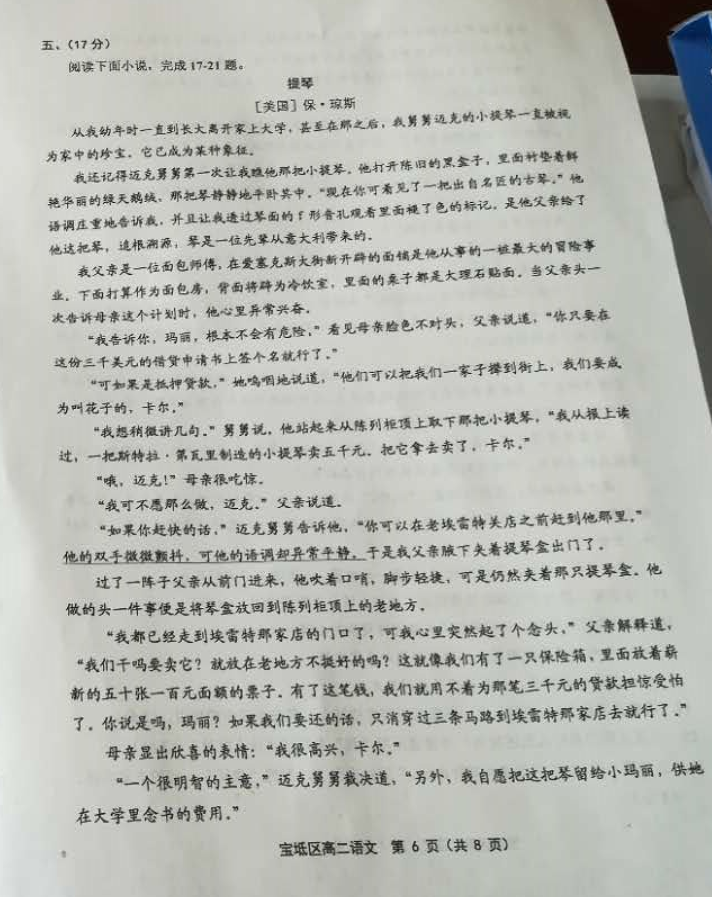 五、（17分）
阅读下面小说，完成17-21题。
提琴
［美国］保·琼斯
从我幼年时一直到长大离开家上大学，甚至在那之后，我舅舅迈克的小提琴一直被视
为家中的珍宝。它已成为某种象征。
我还记得迈克舅舅第一次让我瞧他那把小提琴。他打开陈旧的黑盒子，里面衬垫着鲜
艳华丽的绿天鹅绒，那把琴静静地平卧其中。“现在你可看见了一把出自名匠的古琴。”他
语调庄重地告诉我，并且让我透过琴面的f形音孔观看里面褪了色的标记。是他父亲给了
他这把琴，追根溯源，琴是一位先辈从意大利带来的。
我父亲是一位面包师傅，在爱塞克斯大街新开辟的面铺是他从事的一桩最大的冒险事
业。下面打算作为面包房，背面将辟为冷饮室，里面的桌子都是大理石贴面。当父亲头一
次告诉母亲这个计划时，他心里异常兴奋。
“我告诉你，玛丽，根本不会有危险，”看见母亲脸色不对头，父亲说道，“你只要在
这份三千美元的借贷申请书上签个名就行了。”
“可如果是抵押贷款，”她呜咽地说道，“他们可以把我们一家子撵到街上，我们要成
为叫花子的，卡尔。”
“我想稍微讲几句。”舅舅说，他站起来从陈列柜顶上取下那把小提琴，“我从报上读
过，一把斯特拉·第瓦里制造的小提琴卖五千元。把它拿去卖了，卡尔。”
“哦，迈克！”母亲很吃惊。
“我可不愿那么做，迈克。”父亲说道。
“如果你赶快的话，”迈克舅舅告诉他，“你可以在老埃雷特关店之前赶到他那里。”
他的双手微微颤抖，可他的语调却异常平静。于是我父亲腋下夹着提琴盒出门了。
过了一阵子父亲从前门进来，他吹着口哨，脚步轻捷，可是仍然夹着那只提琴盒。他
做的头一件事便是将琴盒放回到陈列柜顶上的老地方。
“我都已经走到埃雷特那家店的门口了，可我心里突然起了个念头，”父亲解释道，
“我们干吗要卖它？就放在老地方不挺好的吗？这就像我们有了一只保险箱，里面放着崭
新的五十张一百元面额的票子。有了这笔钱，我们就用不着为那笔三千元的贷款担惊受怕
了。你说是吗，玛丽？如果我们要还的话，只消穿过三条马路到埃雷特那家店去就行了。”
母亲显出欣喜的表情：“我很高兴，卡尔。”
“一个很明智的主意，”迈克舅舅裁决道，“另外，我自愿把这把琴留给小玛丽，供她
在大学里念书的费用。”
宝坻区高二语文 第 6 页（共 8 页）